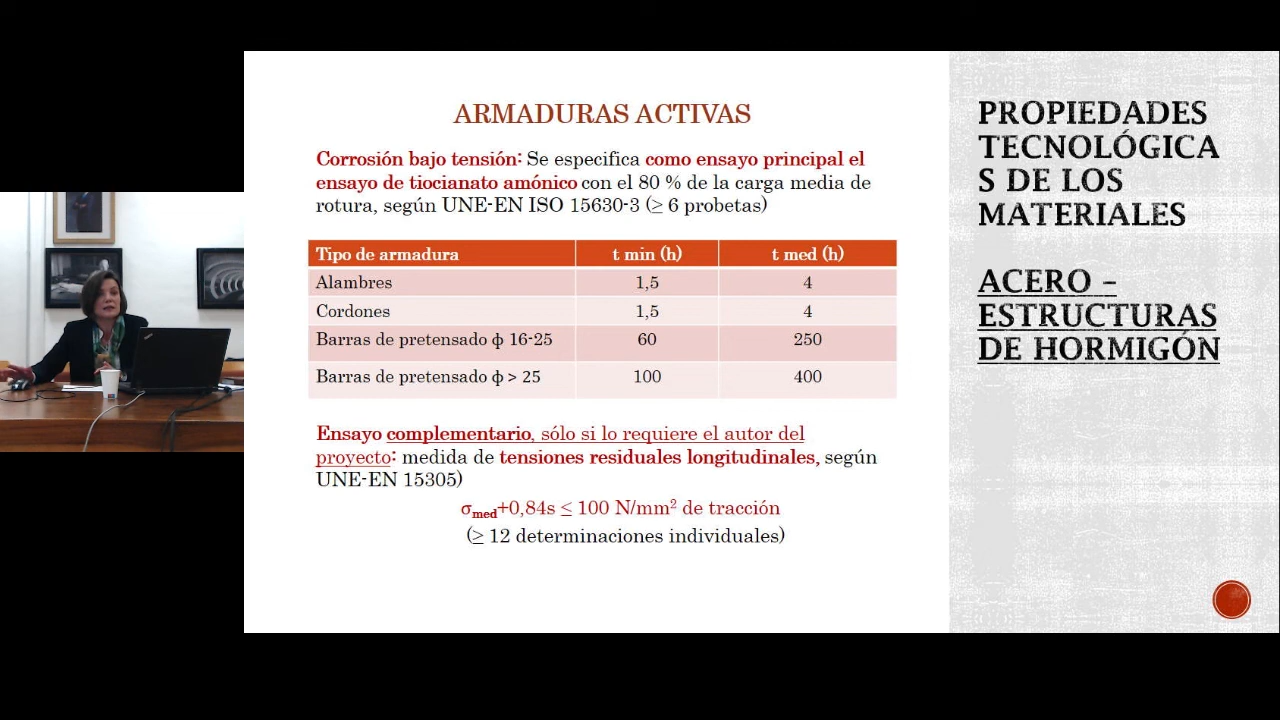 ARMADURAS ACTIVAS
Corrosión bajo tensión: Se especifica como ensayo principal el
ensayo de tiocianato amónico con el 80 % de la carga media de
rotura, según UNE-EN ISO 15630-3 (≥ 6 probetas)
Tipo de armadura t min (h) t med (h)
Alambres 1,5 4
Cordones 1,5 4
Barras de pretensado ϕ 16-25 60 250
Barras de pretensado ϕ > 25 100 400
Ensayo complementario, sólo si lo requiere el autor del
proyecto: medida de tensiones residuales longitudinales, según
UNE-EN 15305)
σmed+0,84s ≤ 100 N/mm² de tracción
(≥ 12 determinaciones individuales)
PROPIEDADES
TECNOLÓGICA
S DE LOS
MATERIALES
ACERO –
ESTRUCTURAS
DE HORMIGÓN